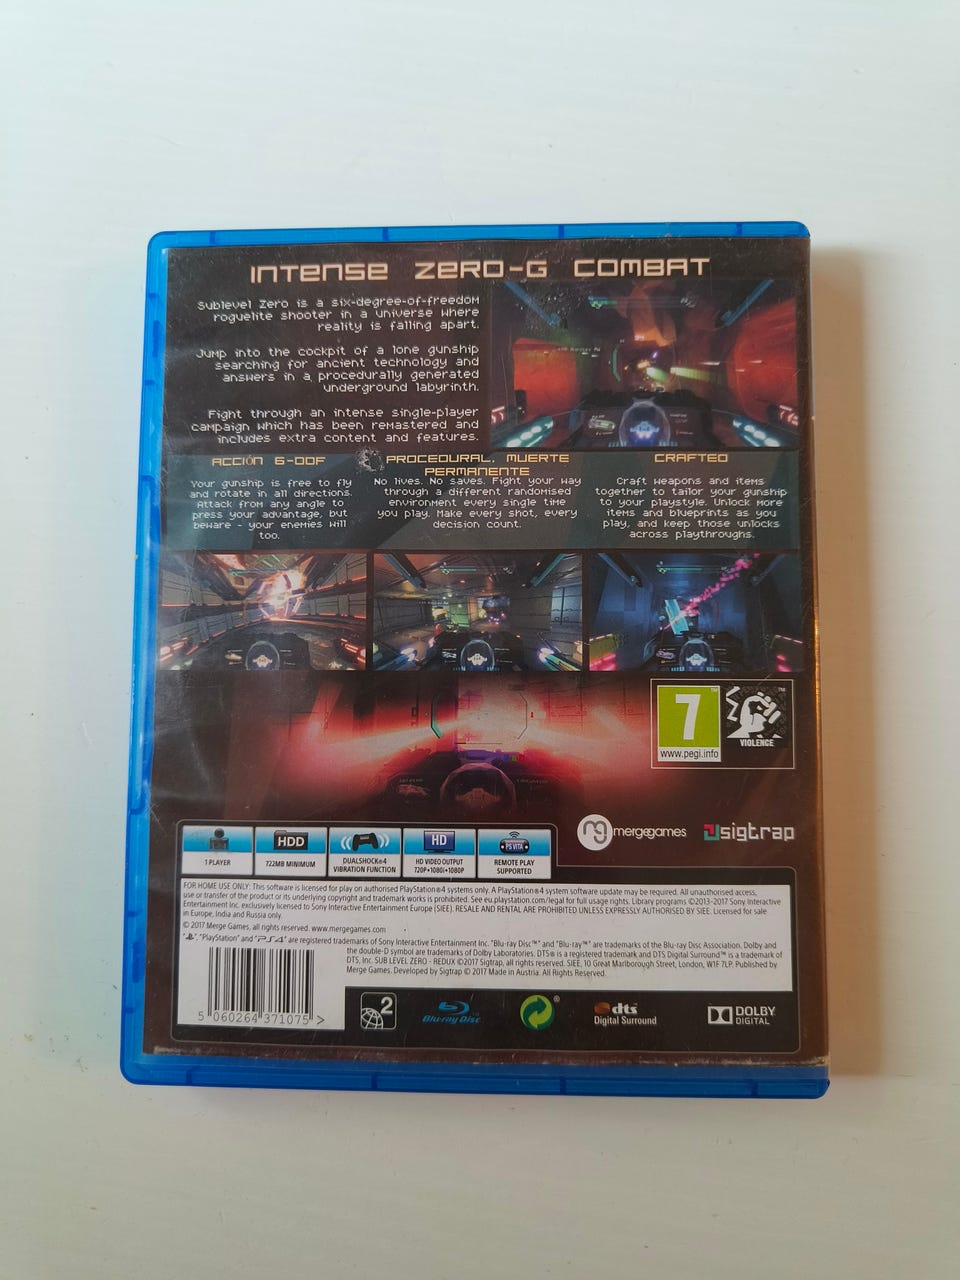 INTENSE ZERO-G COMBAT
Sublevel Zero is a six-degree-of-freedom
roguelite shooter in a universe where
reality is falling apart.
Jump into the cockpit of a lone gunship
searching for ancient technology and
answers in a procedurally generated
underground labyrinth.
Fight through an intense single-player
campaign which has been remastered and
includes extra content and features.
ACCIÓN 6-DOF
Your gunship is free to fly
and rotate in all directions.
Attack from any angle to
press your advantage, but
beware - your enemies will
too.
PROCEDURAL, MUERTE
PERMANENTE
No lives. No saves. Fight your way
through a different randomised
environment every single time
you play. Make every shot, every
decision count.
CRAFTED
Craft weapons and items
together to tailor your gunship
to your playstyle. Unlock more
items and blueprints as you
play, and keep those unlocks
across playthroughs.
7
™
www.pegi.info
VIOLENCE
™
mg mergegames
sigtrap
1 PLAYER
HDD
722MB MINIMUM
DUALSHOCK®4
VIBRATION FUNCTION
HD
HD VIDEO OUTPUT
720P•1080i•1080P
PS VITA
REMOTE PLAY
SUPPORTED
FOR HOME USE ONLY: This software is licensed for play on authorised PlayStation®4 systems only. A PlayStation®4 system software update may be required. All unauthorised access,
use or transfer of the product or its underlying copyright and trademark works is prohibited. See eu.playstation.com/legal for full usage rights. Library programs ©2013-2017 Sony Interactive
Entertainment Inc. exclusively licensed to Sony Interactive Entertainment Europe (SIEE). RESALE AND RENTAL ARE PROHIBITED UNLESS EXPRESSLY AUTHORISED BY SIEE. Licensed for sale
in Europe, India and Russia only.
© 2017 Merge Games, all rights reserved. www.mergegames.com
"PlayStation" and "PS4" are registered trademarks of Sony Interactive Entertainment Inc. "Blu-ray Disc™" and "Blu-ray™" are trademarks of the Blu-ray Disc Association. Dolby and
the double-D symbol are trademarks of Dolby Laboratories. DTS® is a registered trademark and DTS Digital Surround™ is a trademark of
DTS, Inc. SUB LEVEL ZERO - REDUX ©2017 Sigtrap, all rights reserved. SIEE, 10 Great Marlborough Street, London, W1F 7LP. Published by
Merge Games. Developed by Sigtrap © 2017 Made in Austria. All Rights Reserved.
5 060264 371075 >
2
Blu-ray Disc
®
dts
Digital Surround
DOLBY
DIGITAL